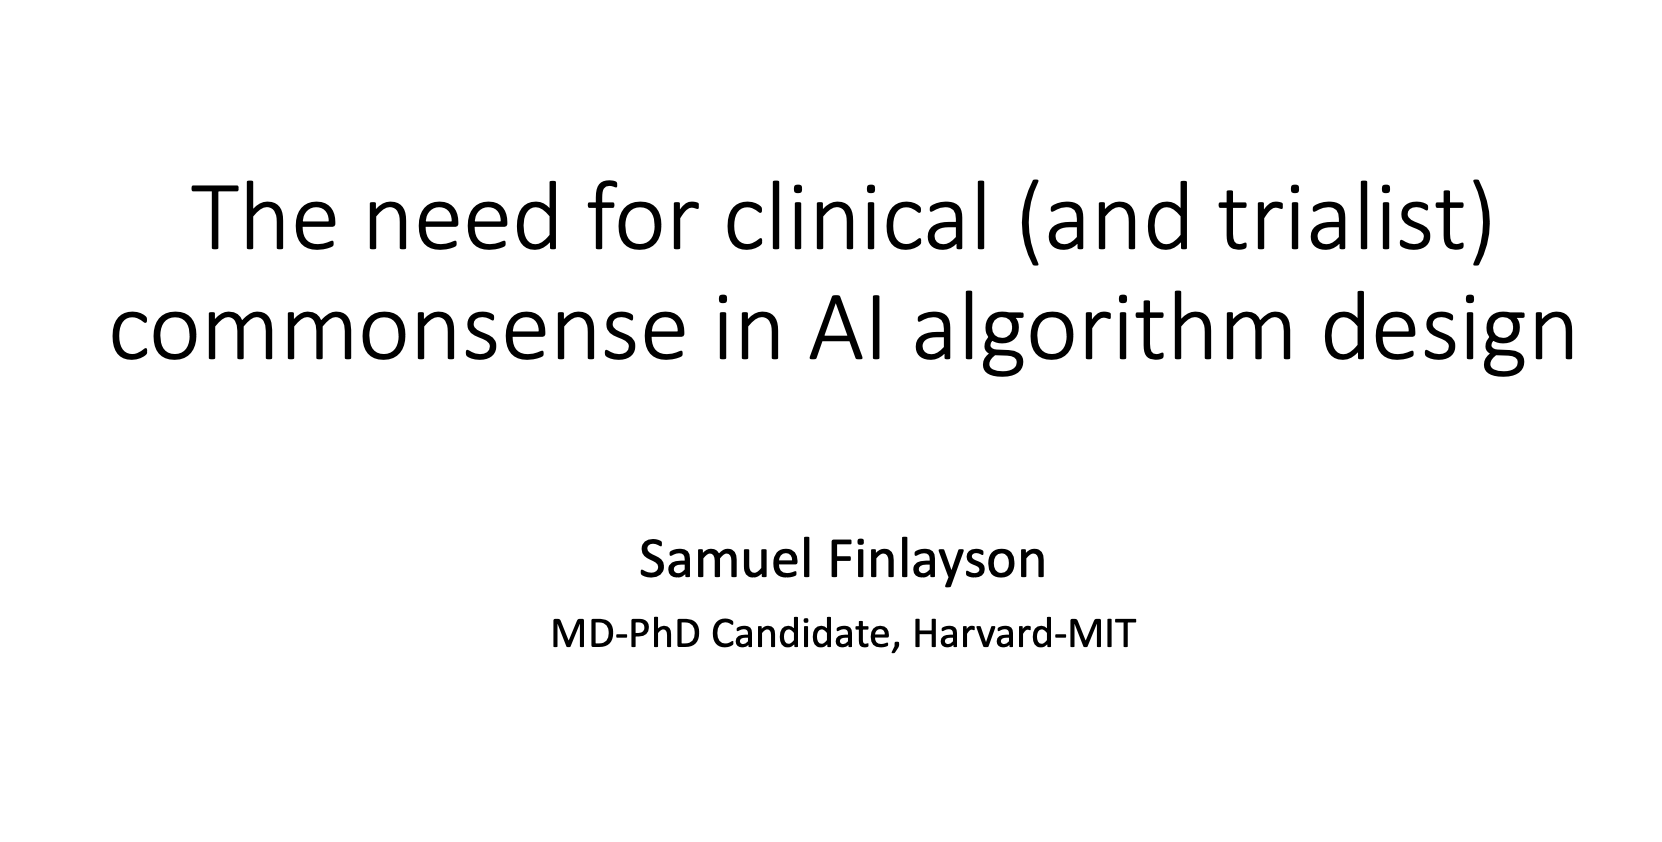 The need for clinical (and trialist)
commonsense in AI algorithm design
Samuel Finlayson
MD-PhD Candidate, Harvard-MIT